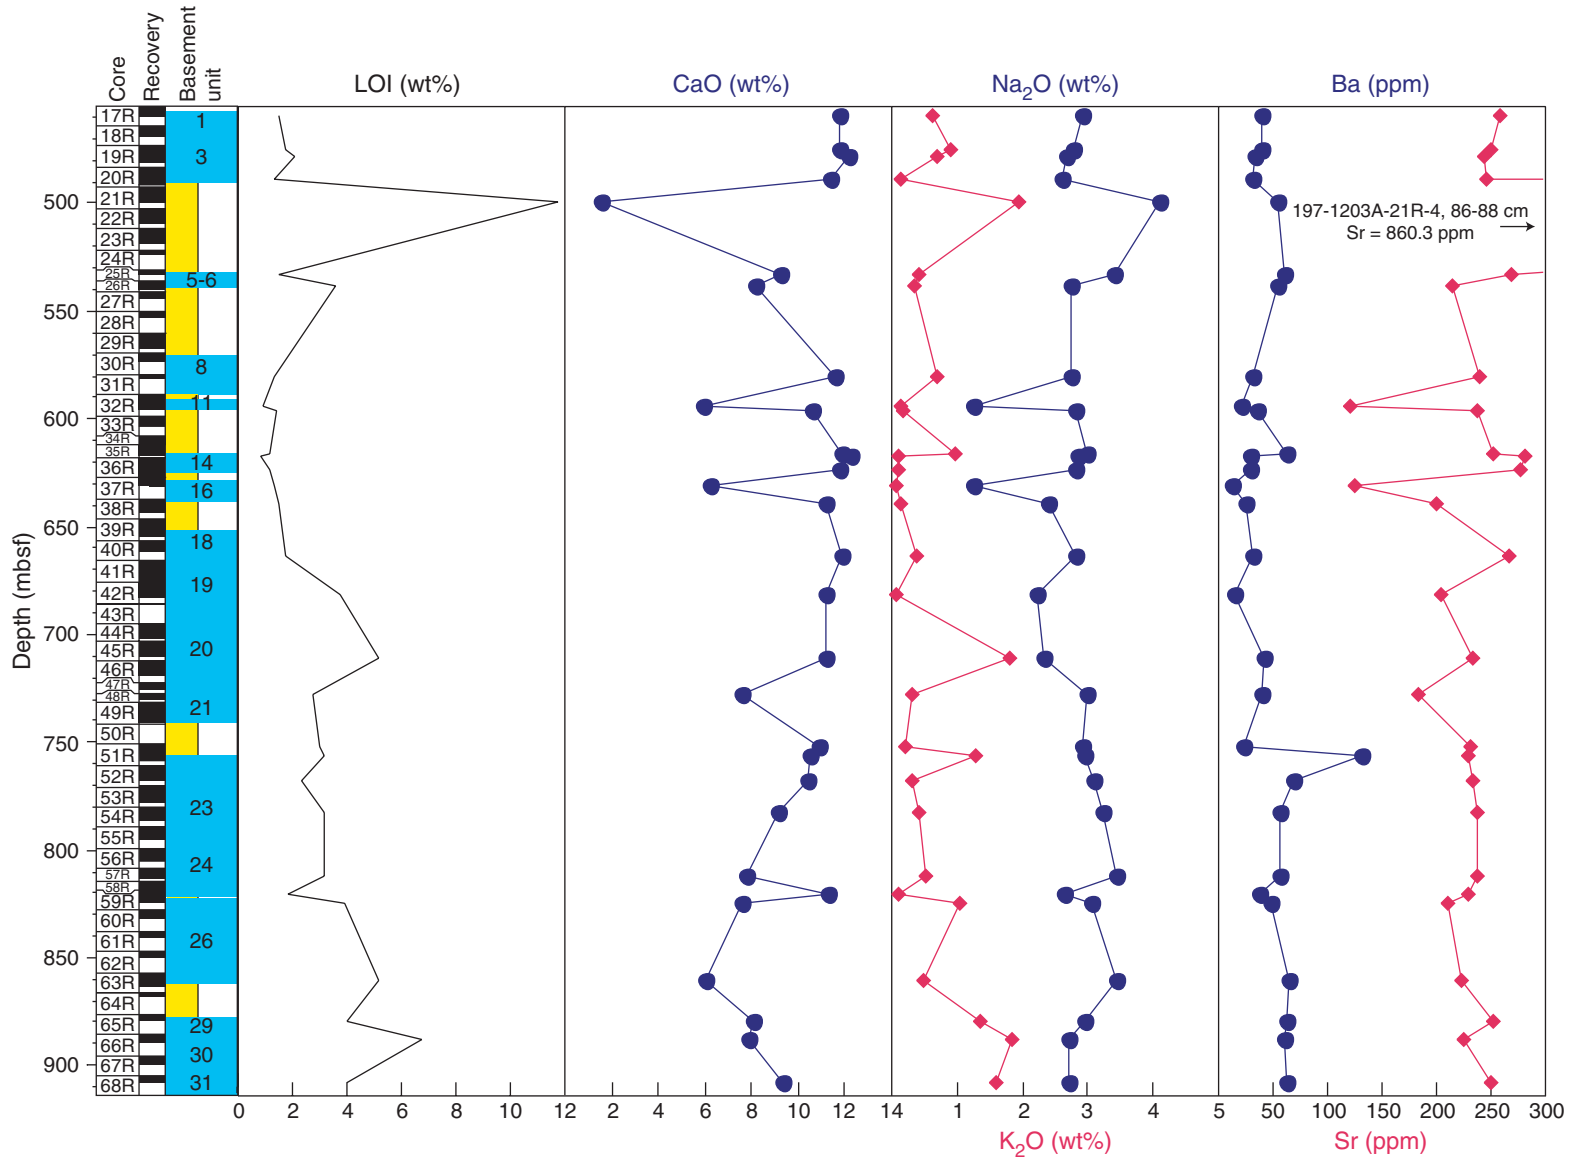 Core
Recovery
Basement
unit
LOI (wt%)
CaO (wt%)
Na2O (wt%)
Ba (ppm)
Depth (mbsf)
500
550
600
650
700
750
800
850
900
17R
18R
19R
20R
21R
22R
23R
24R
25R
26R
27R
28R
29R
30R
31R
32R
33R
34R
35R
36R
37R
38R
39R
40R
41R
42R
43R
44R
45R
46R
47R
48R
49R
50R
51R
52R
53R
54R
55R
56R
57R
58R
59R
60R
61R
62R
63R
64R
65R
66R
67R
68R
1
3
5-6
8
11
14
16
18
19
20
21
23
24
26
29
30
31
197-1203A-21R-4, 86-88 cm
Sr = 860.3 ppm
0 2 4 6 8 10 12 2 4 6 8 10 12 14 1 2 3 4 5 50 100 150 200 250 300
K2O (wt%)
Sr (ppm)